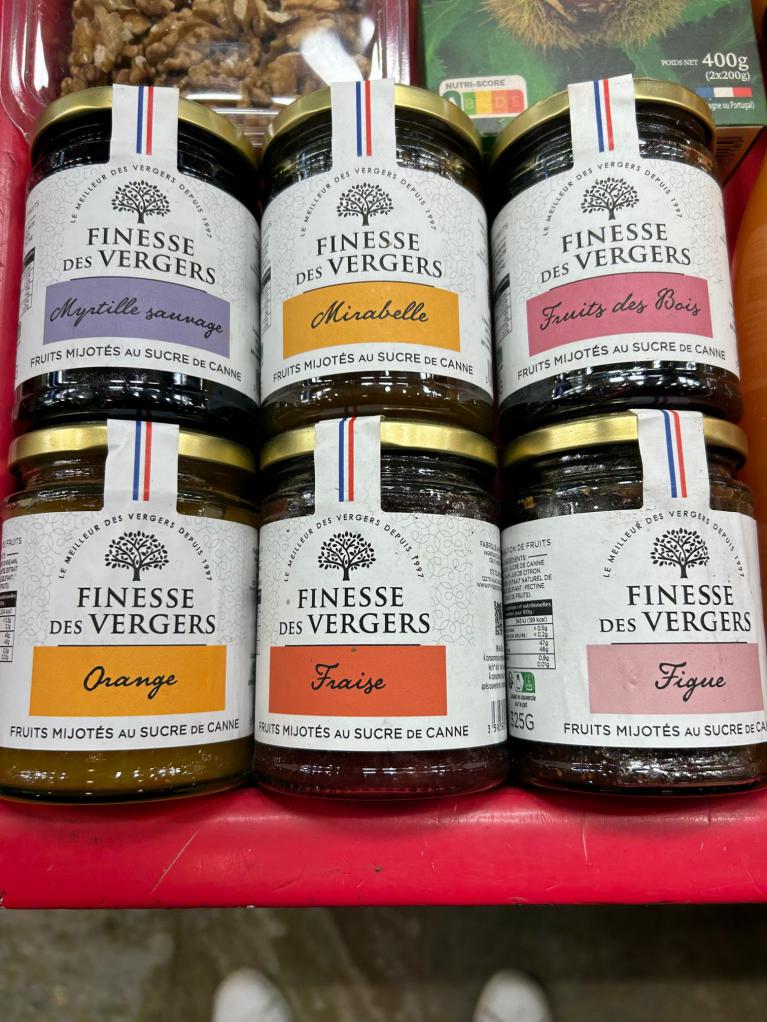 POIDS NET 400g
(2x200g)
NUTRI-SCORE
gne ou Portugal)
LE MEILLEUR DES VERGERS DEPUIS 1997
FINESSE
DES VERGERS
Myrtille sauvage
FRUITS MIJOTÉS AU SUCRE DE CANNE
LE MEILLEUR DES VERGERS DEPUIS 1997
FINESSE
DES VERGERS
Mirabelle
FRUITS MIJOTÉS AU SUCRE DE CANNE
LE MEILLEUR DES VERGERS DEPUIS 1997
FINESSE
DES VERGERS
Fruits des Bois
FRUITS MIJOTÉS AU SUCRE DE CANNE
LE MEILLEUR DES VERGERS DEPUIS 1997
FINESSE
DES VERGERS
Orange
FRUITS MIJOTÉS AU SUCRE DE CANNE
LE MEILLEUR DES VERGERS DEPUIS 1997
FINESSE
DES VERGERS
Fraise
FRUITS MIJOTÉS AU SUCRE DE CANNE
LE MEILLEUR DES VERGERS DEPUIS 1997
FINESSE
DES VERGERS
Figue
FRUITS MIJOTÉS AU SUCRE DE CA
325G